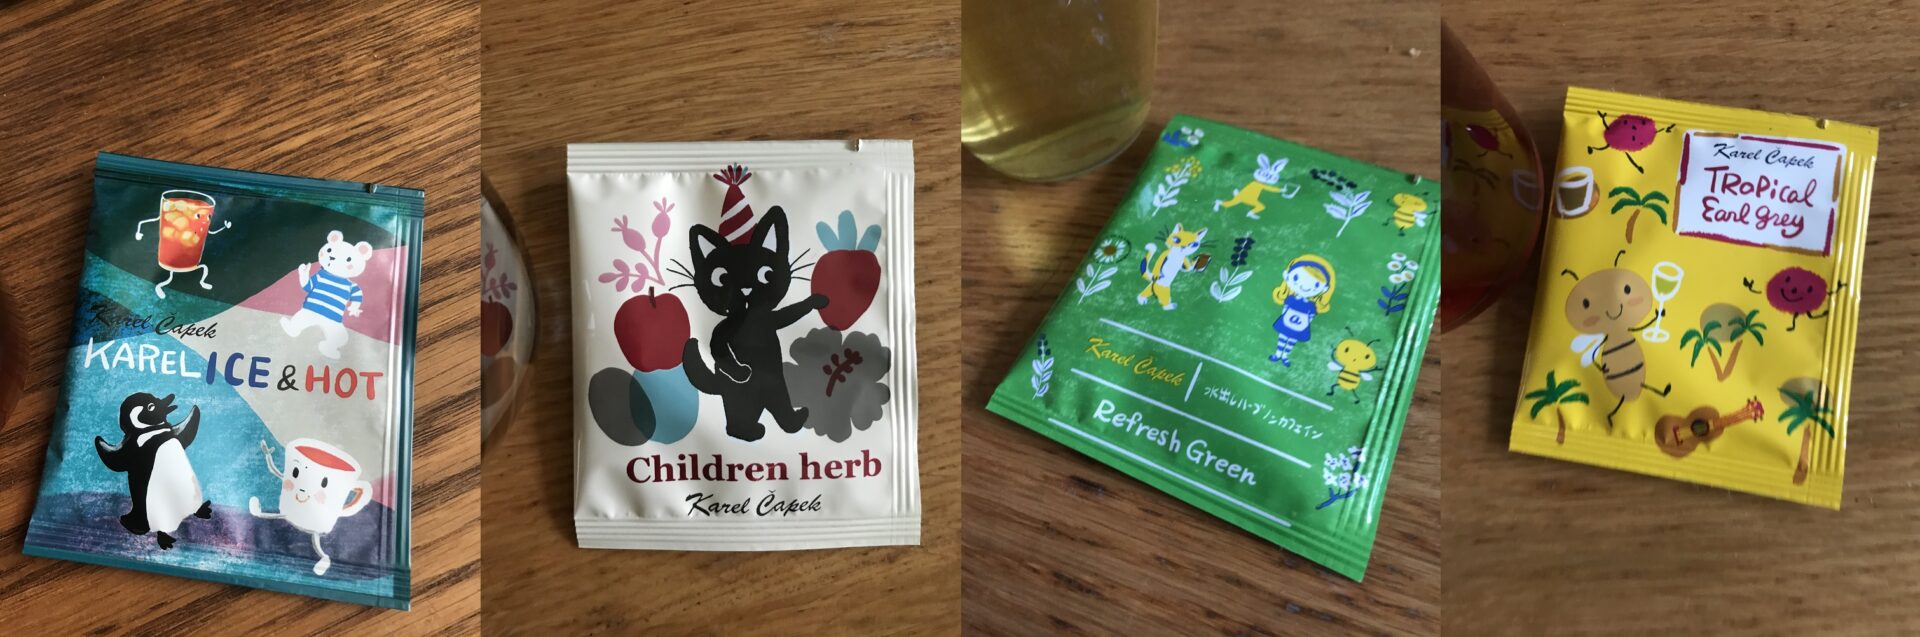 Karel Čapek
KAREL ICE & HOT
Children herb
Karel Čapek
Karel Čapek
水出しハーブノンカフェイン
Refresh Green
Karel Čapek
TRoPical
Earl grey